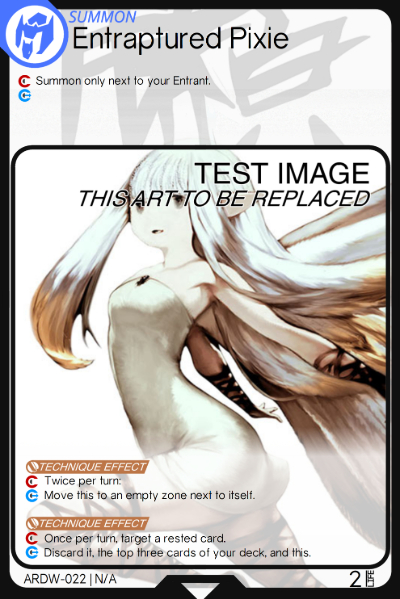 SUMMON
Entraptured Pixie
C Summon only next to your Entrant.
TEST IMAGE
THIS ART TO BE REPLACED
TECHNIQUE EFFECT
C Twice per turn:
E Move this to an empty zone next to itself.
TECHNIQUE EFFECT
C Once per turn, target a rested card.
E Discard it, the top three cards of your deck, and this.
ARDW-022 | N/A
2 LIFE